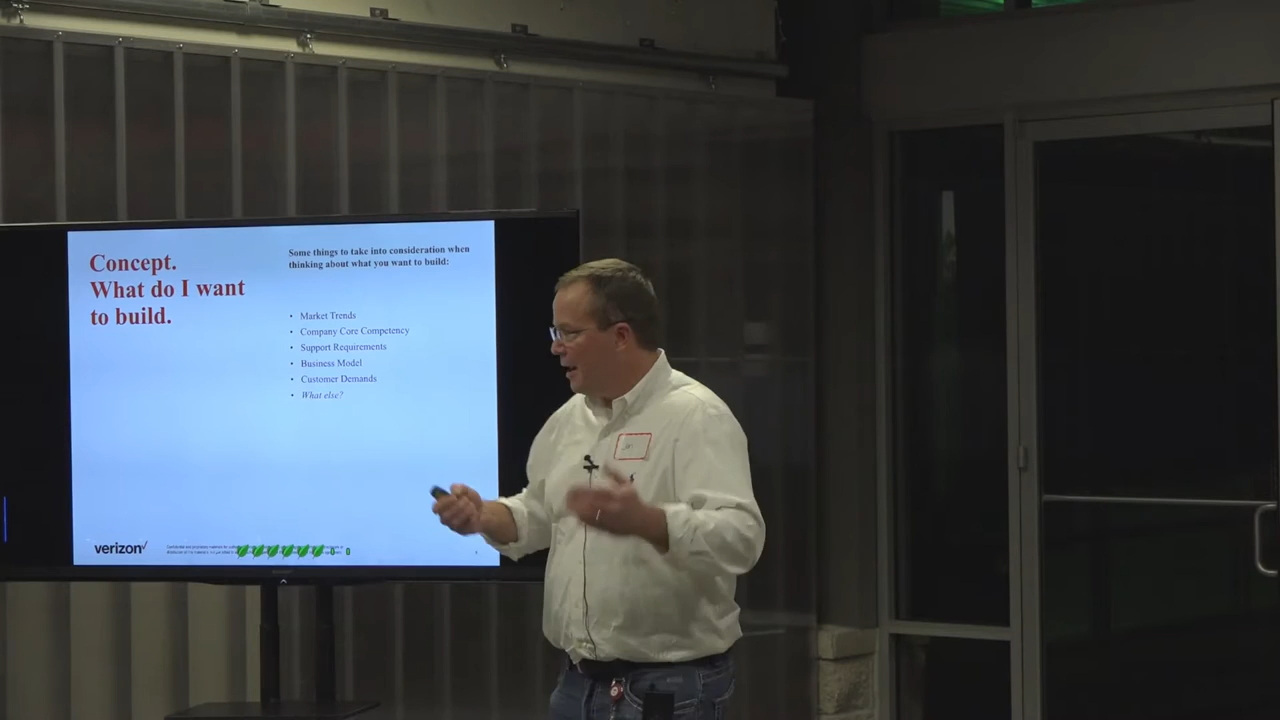 Concept.
What do I want
to build.
Some things to take into consideration when
thinking about what you want to build:
• Market Trends
• Company Core Competency
• Support Requirements
• Business Model
• Customer Demands
• What else?
verizon✓